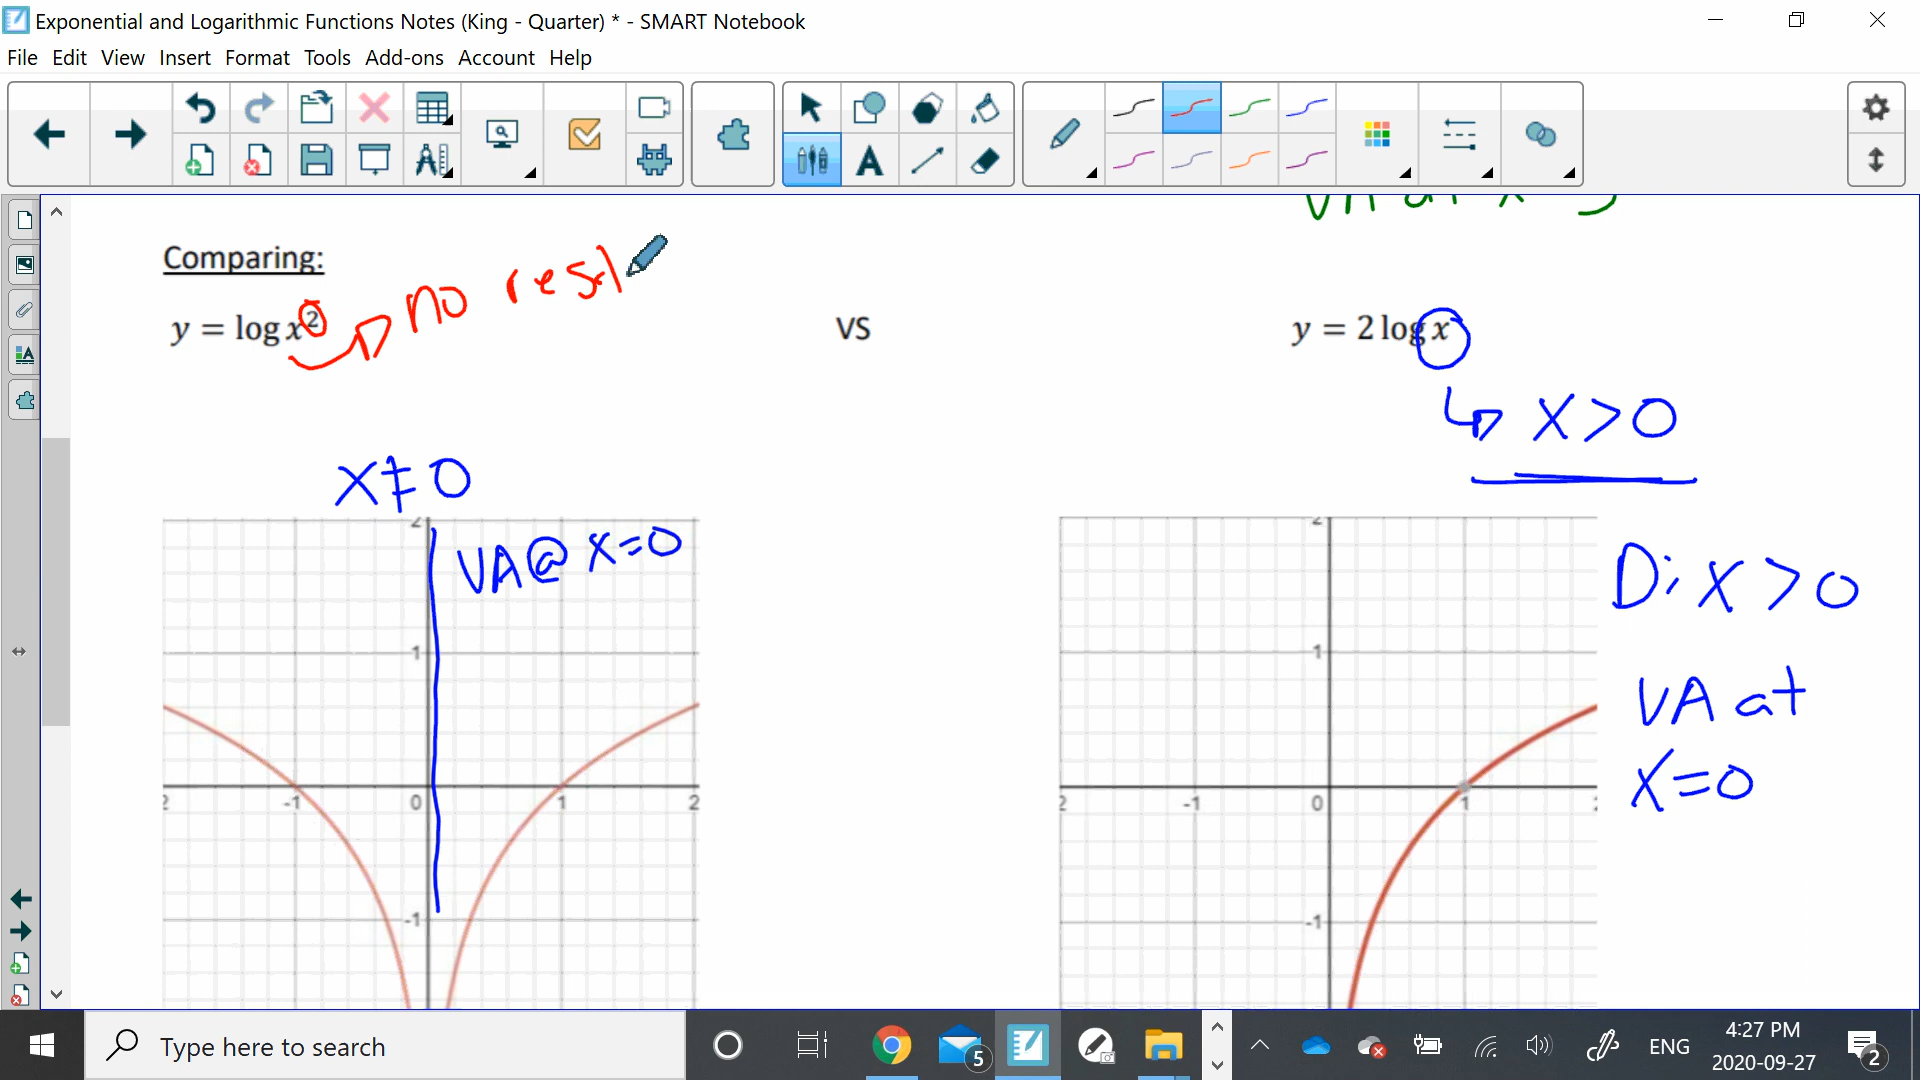 Exponential and Logarithmic Functions Notes (King - Quarter) * - SMART Notebook
File Edit View Insert Format Tools Add-ons Account Help
VA at x
Comparing:
no
y = log x²
VS
y = 2 log x
x > 0
x ≠ 0
2
VA @ x = 0
1
-1 0 1 2
-1
2
1
2 -1 0 1
-1
D: x > 0
VA at
x = 0
Type here to search
5
ENG
4:27 PM
2020-09-27
2